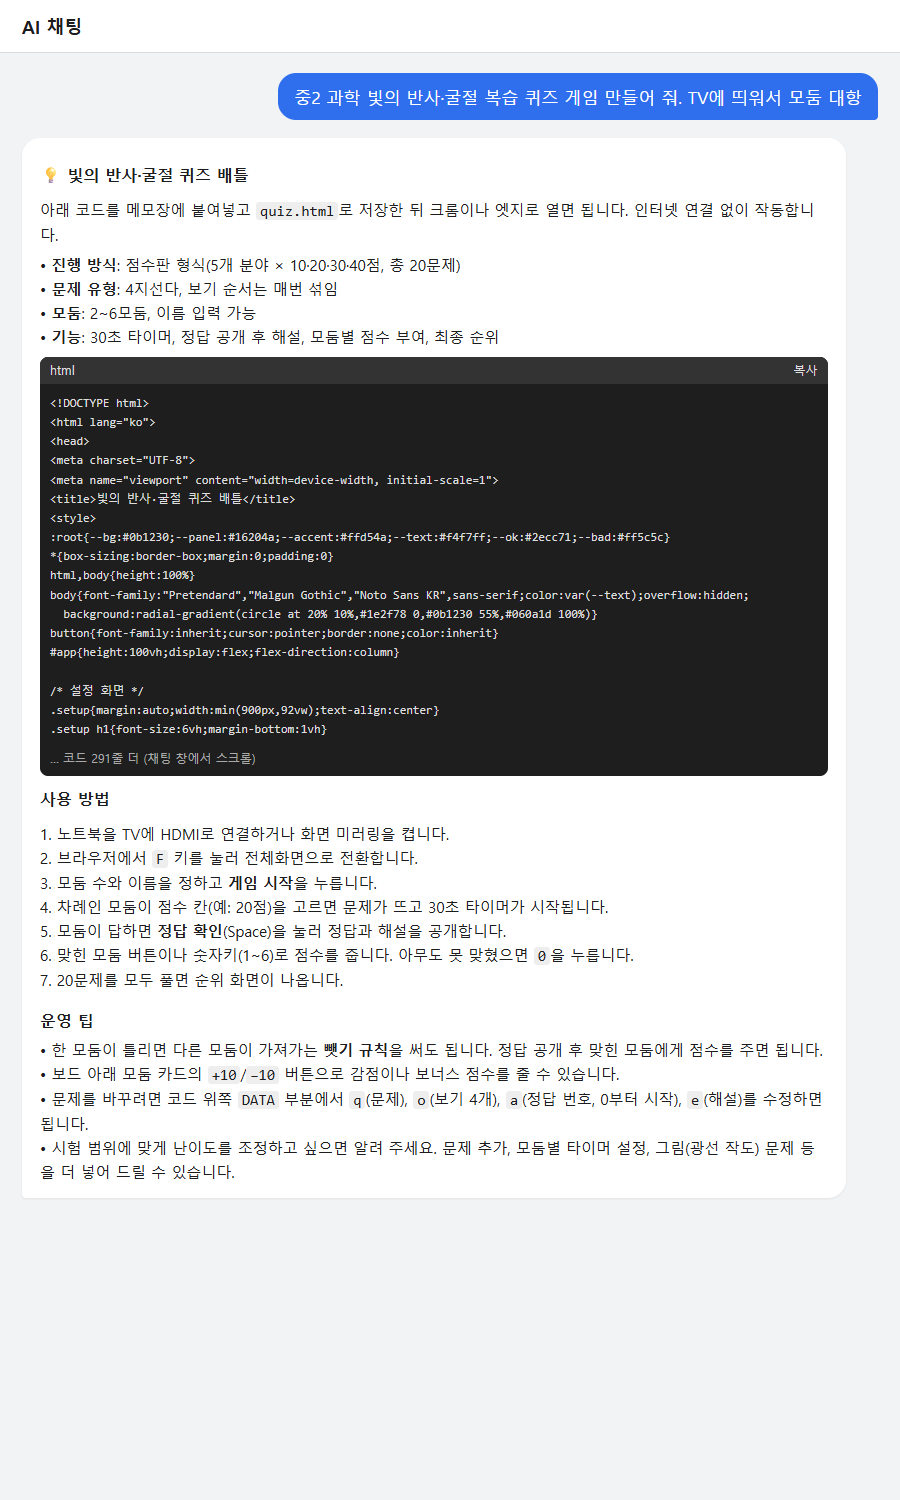 AI 채팅
중2 과학 빛의 반사·굴절 복습 퀴즈 게임 만들어 줘. TV에 띄워서 모둠 대항
💡 빛의 반사·굴절 퀴즈 배틀
아래 코드를 메모장에 붙여넣고 quiz.html로 저장한 뒤 크롬이나 엣지로 열면 됩니다. 인터넷 연결 없이 작동합니
다.
• 진행 방식: 점수판 형식(5개 분야 × 10·20·30·40점, 총 20문제)
• 문제 유형: 4지선다, 보기 순서는 매번 섞임
• 모둠: 2~6모둠, 이름 입력 가능
• 기능: 30초 타이머, 정답 공개 후 해설, 모둠별 점수 부여, 최종 순위
html 복사
<!DOCTYPE html>
<html lang="ko">
<head>
<meta charset="UTF-8">
<meta name="viewport" content="width=device-width, initial-scale=1">
<title>빛의 반사·굴절 퀴즈 배틀</title>
<style>
:root{--bg:#0b1230;--panel:#16204a;--accent:#ffd54a;--text:#f4f7ff;--ok:#2ecc71;--bad:#ff5c5c}
*{box-sizing:border-box;margin:0;padding:0}
html,body{height:100%}
body{font-family:"Pretendard","Malgun Gothic","Noto Sans KR",sans-serif;color:var(--text);overflow:hidden;
  background:radial-gradient(circle at 20% 10%,#1e2f78 0,#0b1230 55%,#060a1d 100%)}
button{font-family:inherit;cursor:pointer;border:none;color:inherit}
#app{height:100vh;display:flex;flex-direction:column}
/* 설정 화면 */
.setup{margin:auto;width:min(900px,92vw);text-align:center}
.setup h1{font-size:6vh;margin-bottom:1vh}
... 코드 291줄 더 (채팅 창에서 스크롤)
사용 방법
1. 노트북을 TV에 HDMI로 연결하거나 화면 미러링을 켭니다.
2. 브라우저에서 F 키를 눌러 전체화면으로 전환합니다.
3. 모둠 수와 이름을 정하고 게임 시작을 누릅니다.
4. 차례인 모둠이 점수 칸(예: 20점)을 고르면 문제가 뜨고 30초 타이머가 시작됩니다.
5. 모둠이 답하면 정답 확인(Space)을 눌러 정답과 해설을 공개합니다.
6. 맞힌 모둠 버튼이나 숫자키(1~6)로 점수를 줍니다. 아무도 못 맞혔으면 0을 누릅니다.
7. 20문제를 모두 풀면 순위 화면이 나옵니다.
운영 팁
• 한 모둠이 틀리면 다른 모둠이 가져가는 뺏기 규칙을 써도 됩니다. 정답 공개 후 맞힌 모둠에게 점수를 주면 됩니다.
• 보드 아래 모둠 카드의 +10/−10 버튼으로 감점이나 보너스 점수를 줄 수 있습니다.
• 문제를 바꾸려면 코드 위쪽 DATA 부분에서 q(문제), o(보기 4개), a(정답 번호, 0부터 시작), e(해설)를 수정하면
됩니다.
• 시험 범위에 맞게 난이도를 조정하고 싶으면 알려 주세요. 문제 추가, 모둠별 타이머 설정, 그림(광선 작도) 문제 등
을 더 넣어 드릴 수 있습니다.